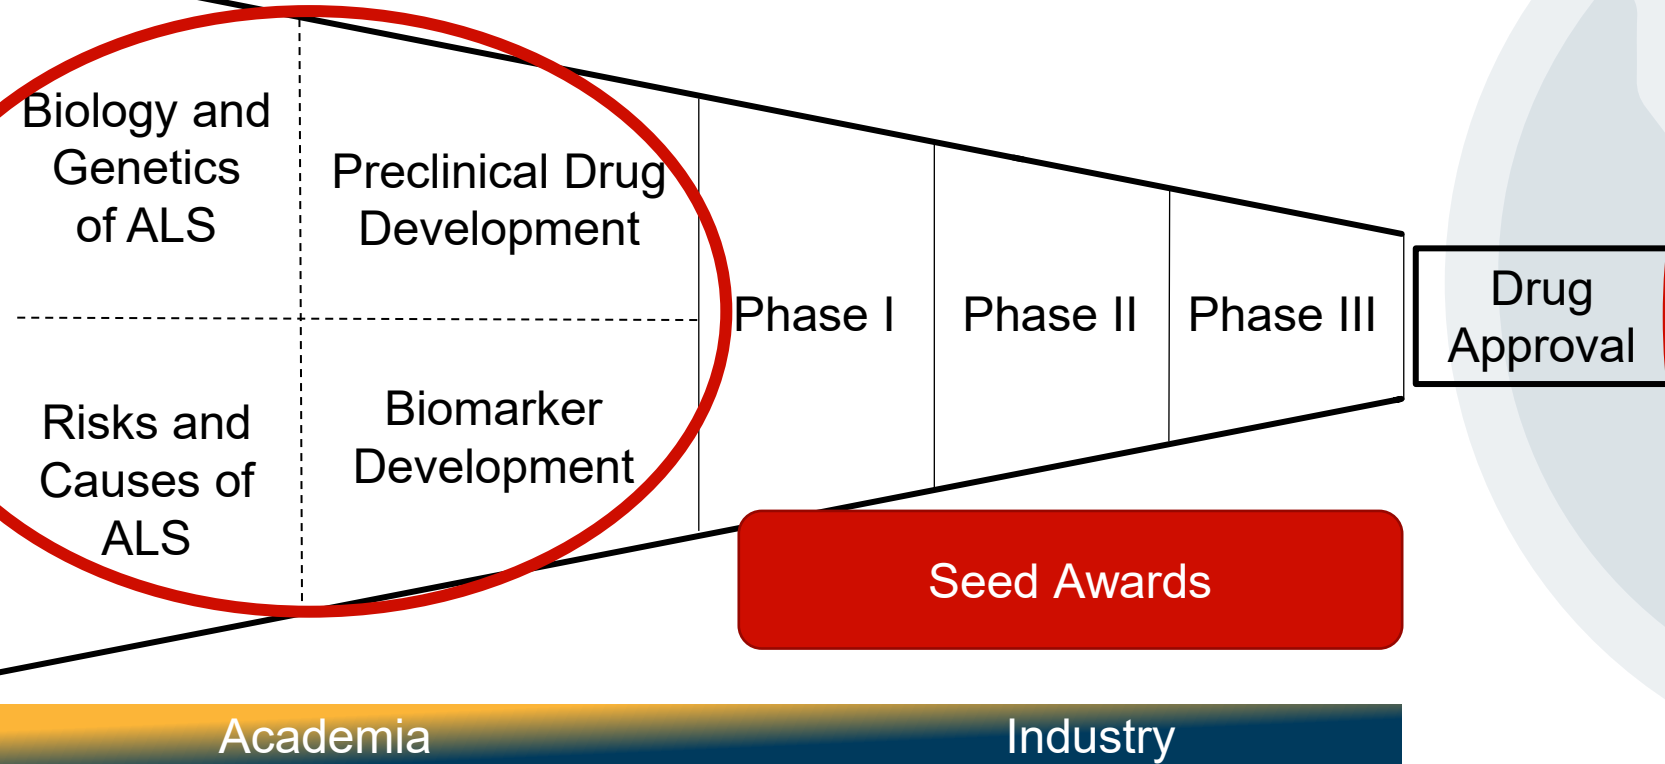 Biology and
Genetics
of ALS
Preclinical Drug
Development
Risks and
Causes of
ALS
Biomarker
Development
Phase I
Phase II
Phase III
Drug
Approval
Seed Awards
Academia
Industry